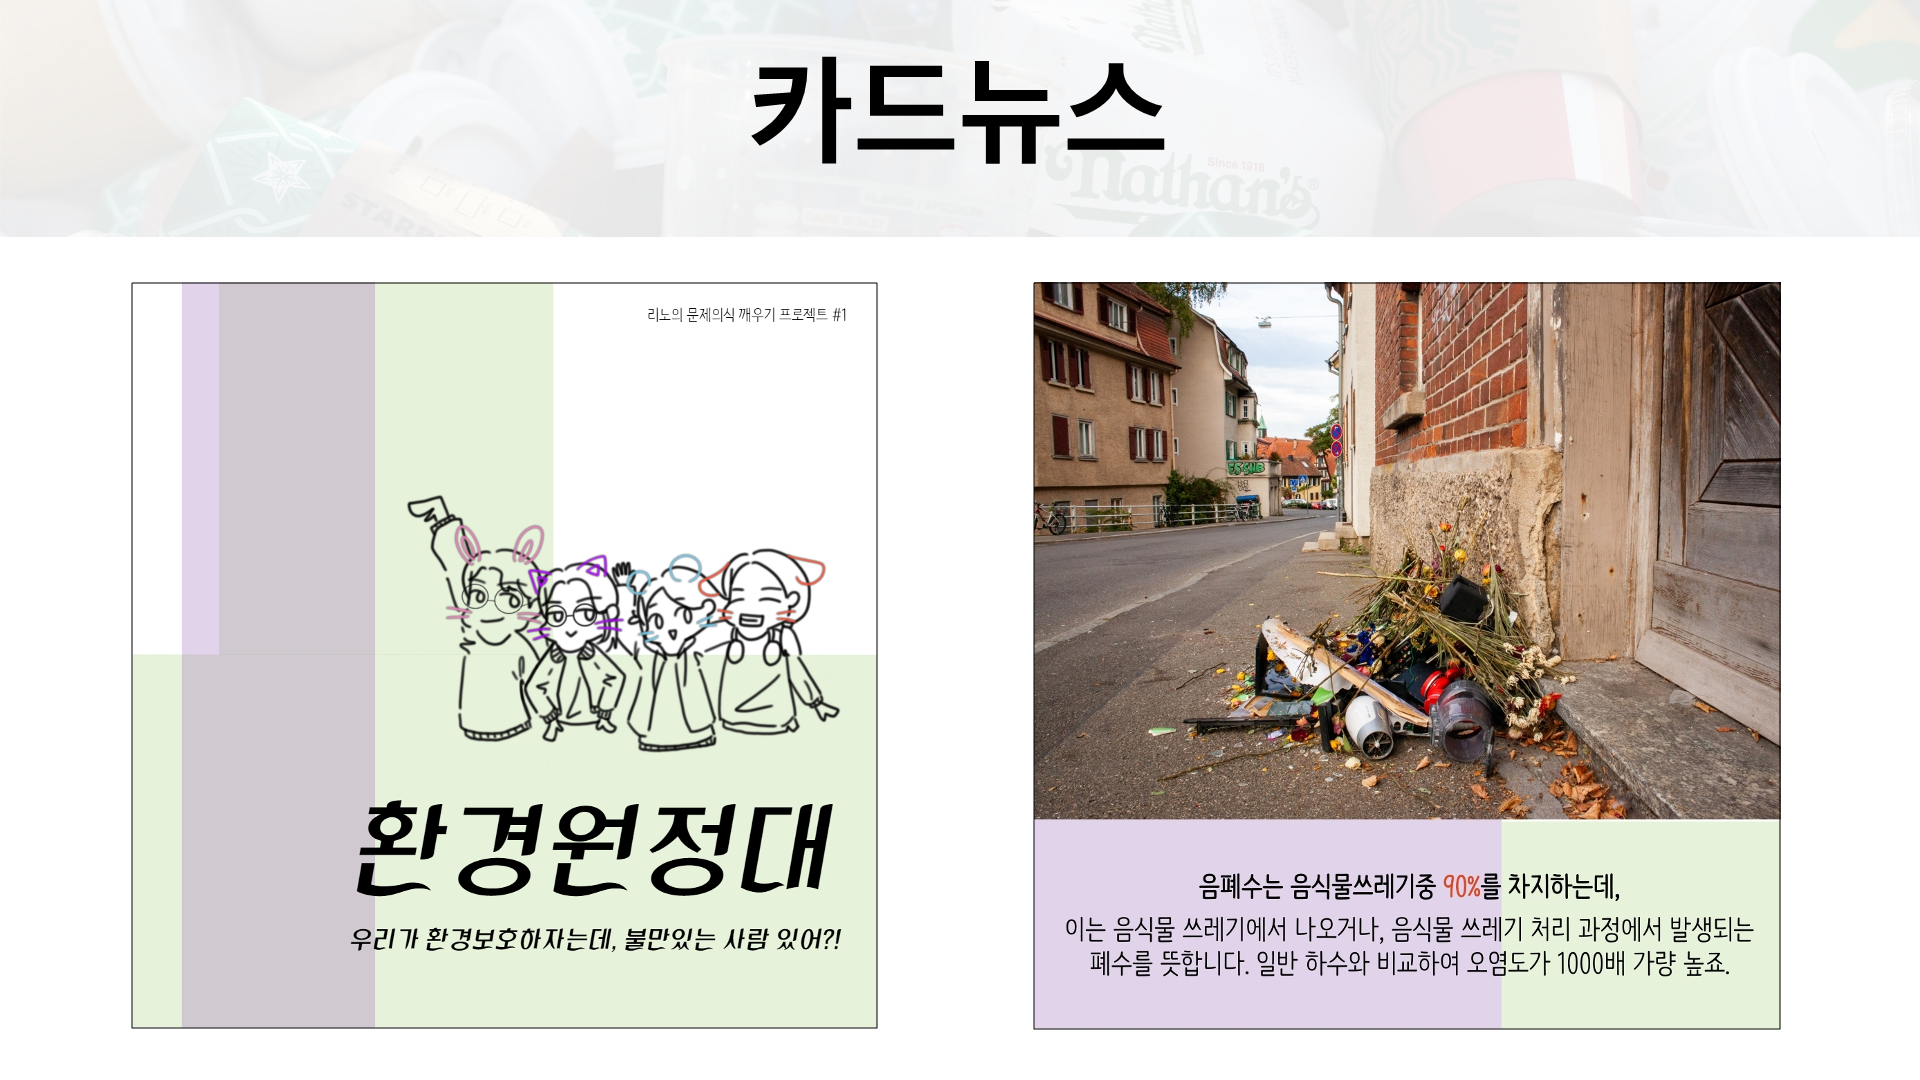 카드뉴스
Since 1916
Nathan's®
STARB
리노의 문제의식 깨우기 프로젝트 #1
환경원정대
우리가 환경보호하자는데, 불만있는 사람 있어?!
음폐수는 음식물쓰레기중 90%를 차지하는데,
이는 음식물 쓰레기에서 나오거나, 음식물 쓰레기 처리 과정에서 발생되는
폐수를 뜻합니다. 일반 하수와 비교하여 오염도가 1000배 가량 높죠.